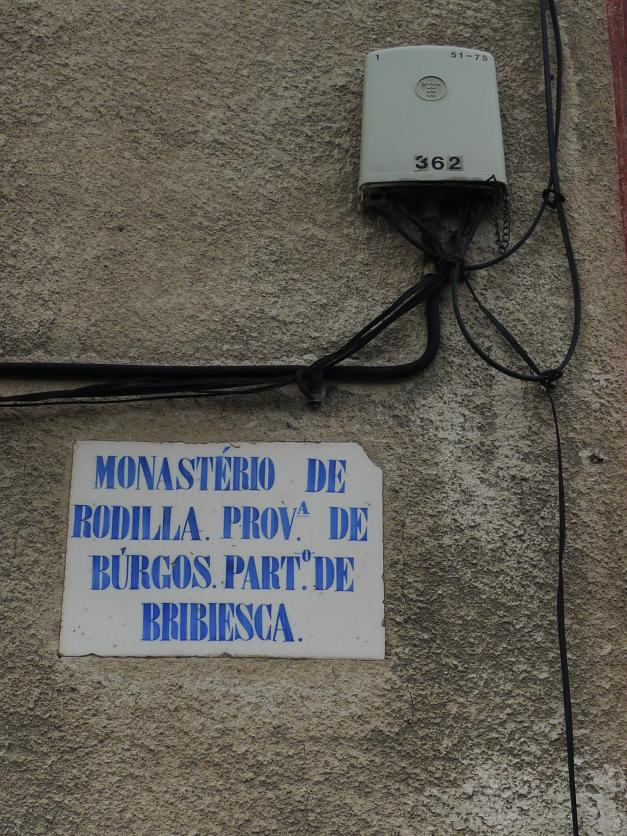 1 51-75
362
MONASTÉRIO DE
RODILLA. PROV.ᴬ DE
BÚRGOS. PART.º DE
BRIBIESCA.